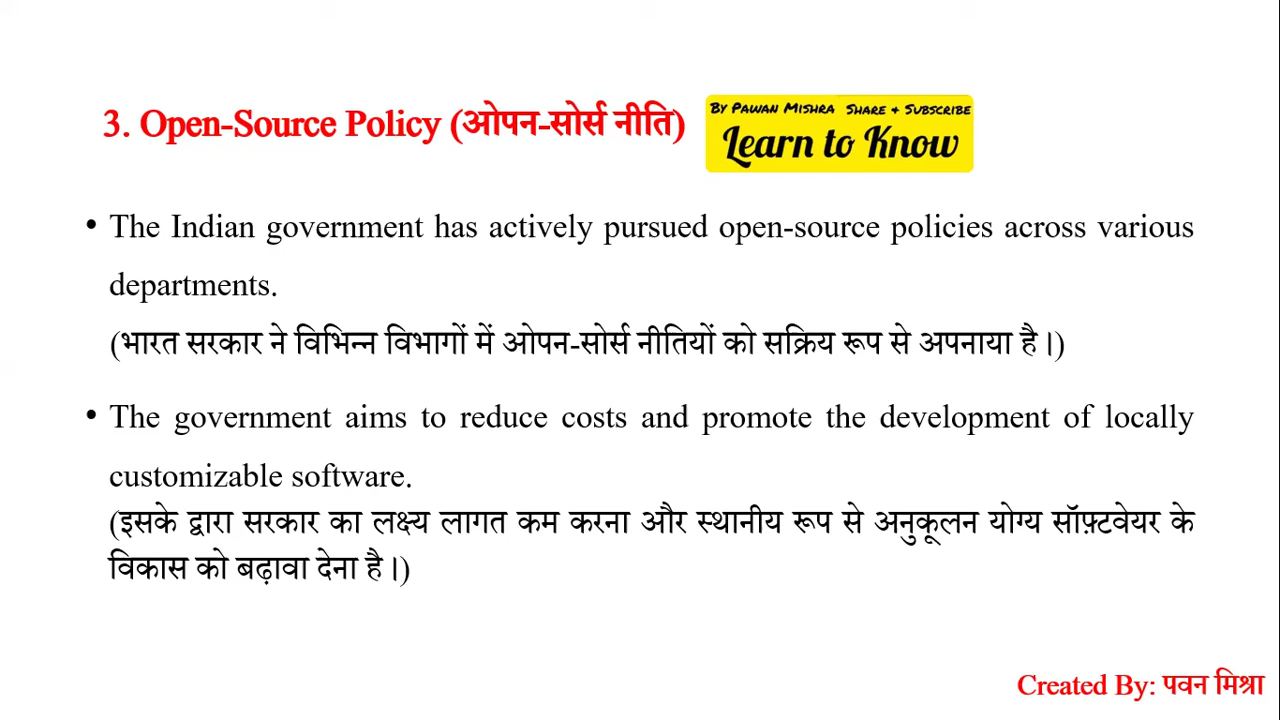 3. Open-Source Policy (ओपन-सोर्स नीति)
By Pawan Mishra Share & Subscribe
Learn to Know
• The Indian government has actively pursued open-source policies across various
departments.
(भारत सरकार ने विभिन्न विभागों में ओपन-सोर्स नीतियों को सक्रिय रूप से अपनाया है।)
• The government aims to reduce costs and promote the development of locally
customizable software.
(इसके द्वारा सरकार का लक्ष्य लागत कम करना और स्थानीय रूप से अनुकूलन योग्य सॉफ़्टवेयर के
विकास को बढ़ावा देना है।)
Created By: पवन मिश्रा